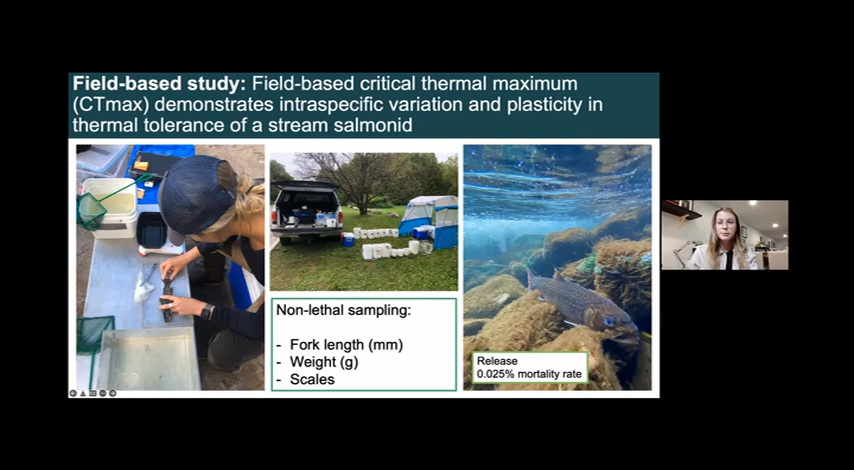 Field-based study: Field-based critical thermal maximum
(CTmax) demonstrates intraspecific variation and plasticity in
thermal tolerance of a stream salmonid
Non-lethal sampling:
- Fork length (mm)
- Weight (g)
- Scales
Release
0.025% mortality rate